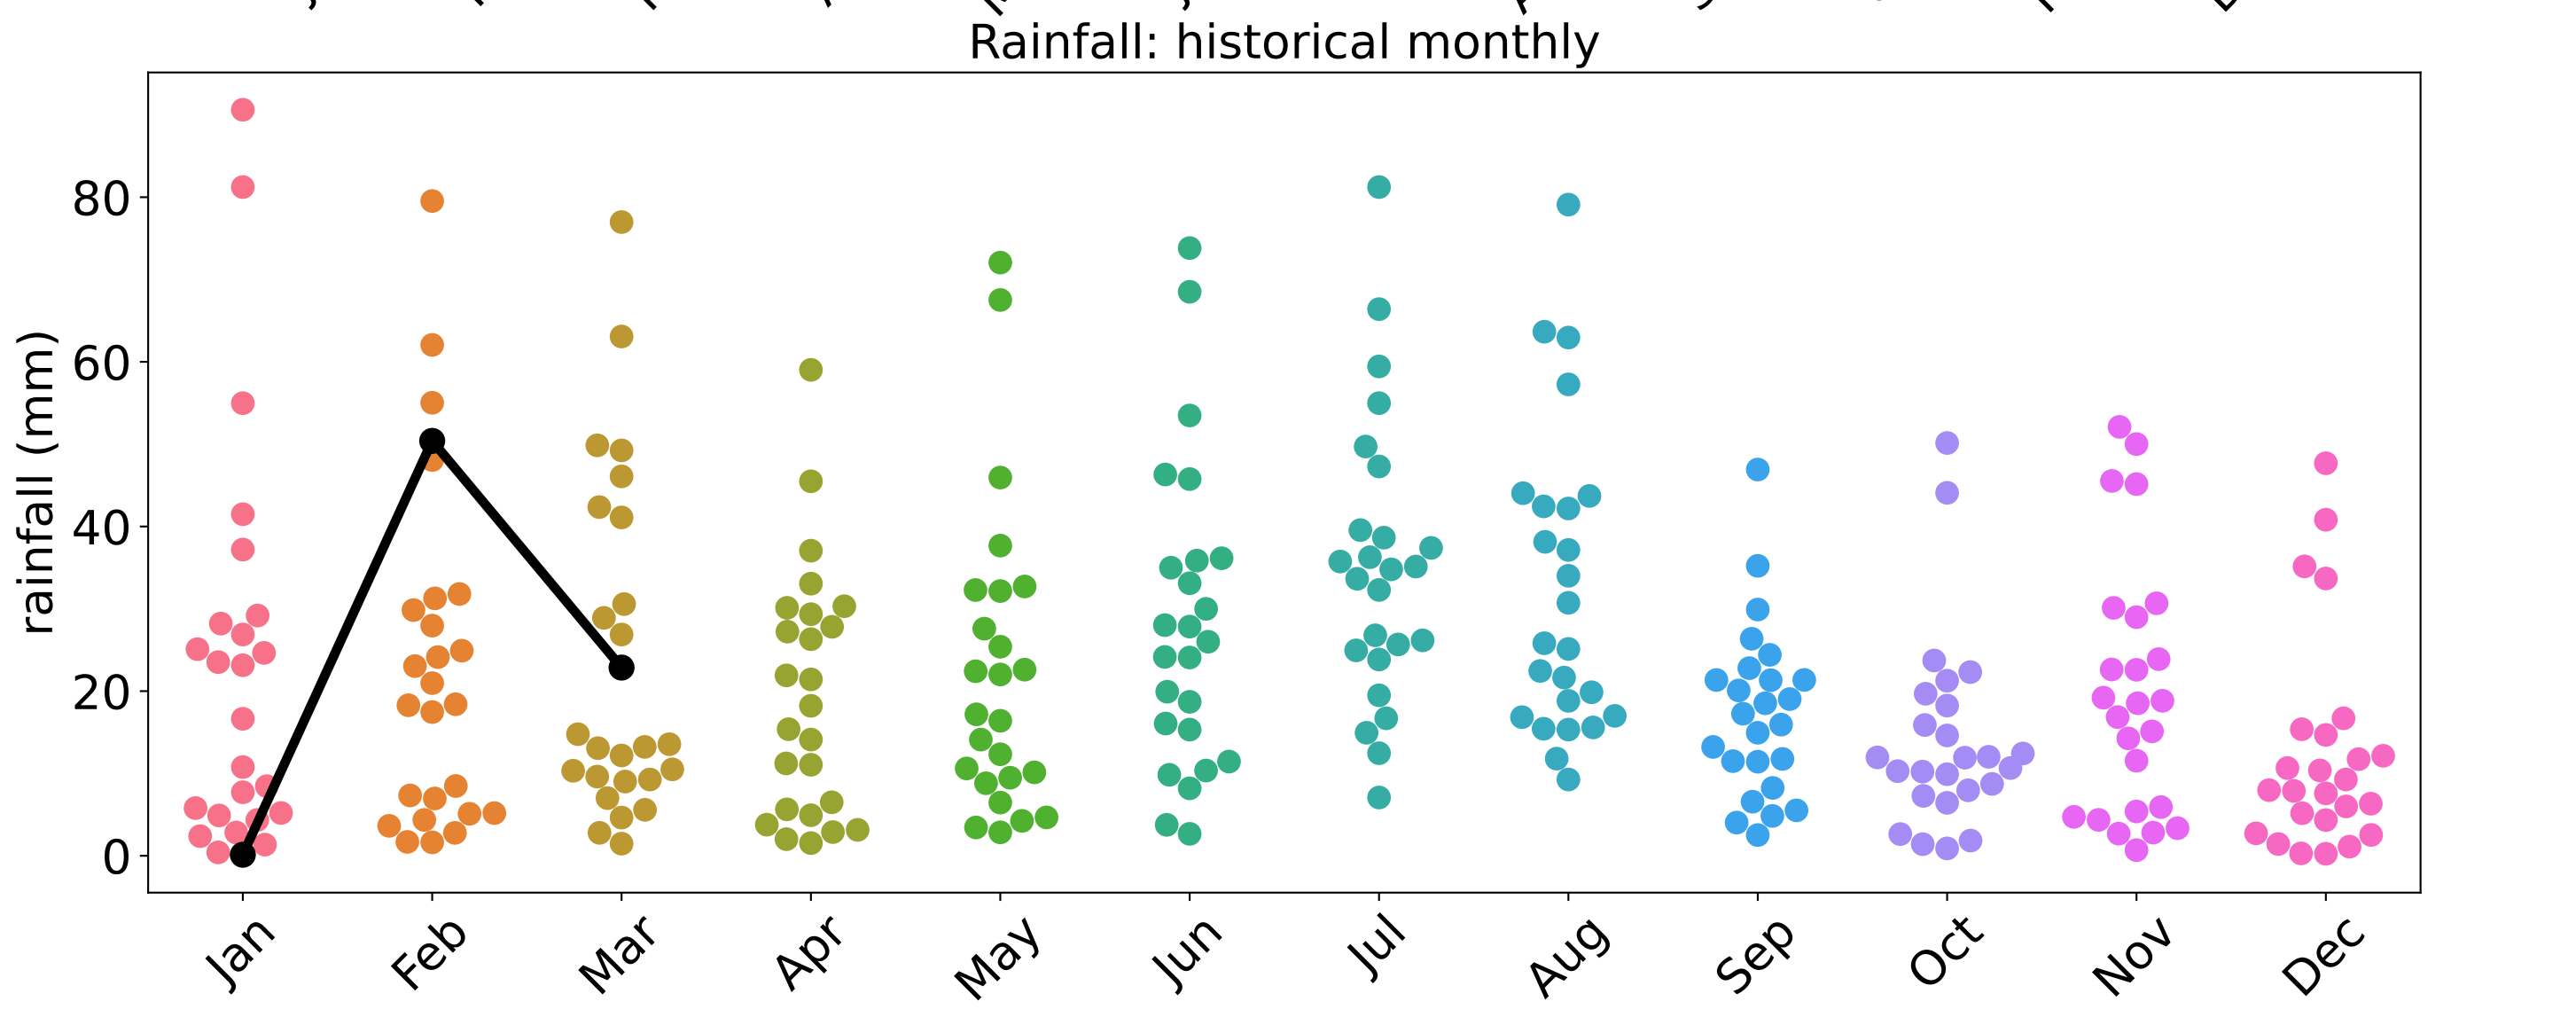 Rainfall: historical monthly
rainfall (mm)
80
60
40
20
0
Jan
Feb
Mar
Apr
May
Jun
Jul
Aug
Sep
Oct
Nov
Dec